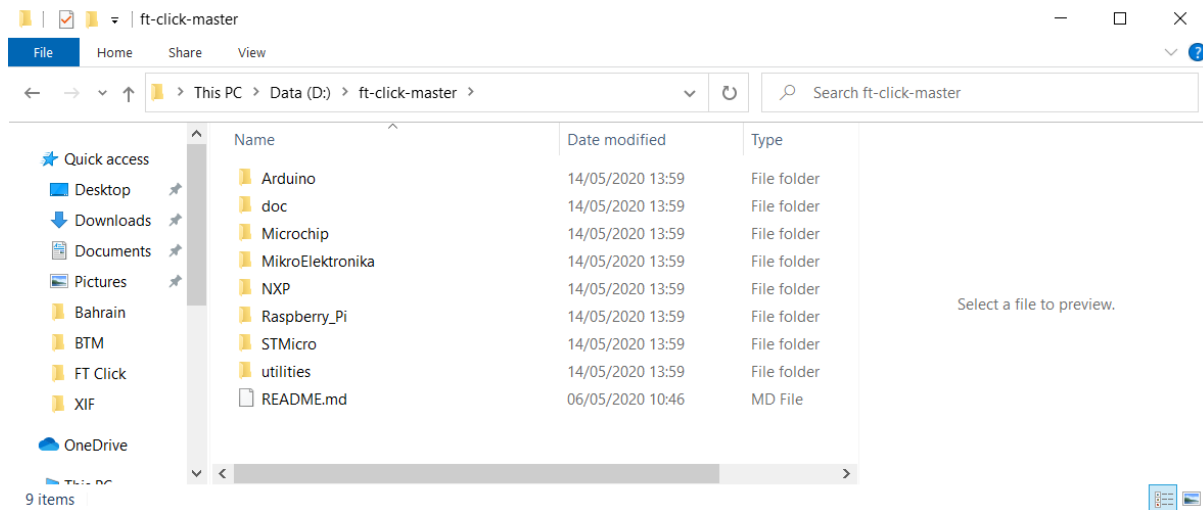 ft-click-master
File Home Share View
This PC > Data (D:) > ft-click-master >
Search ft-click-master
Name Date modified Type
Quick access
Desktop
Downloads
Documents
Pictures
Bahrain
BTM
FT Click
XIF
OneDrive
This PC
Arduino 14/05/2020 13:59 File folder
doc 14/05/2020 13:59 File folder
Microchip 14/05/2020 13:59 File folder
MikroElektronika 14/05/2020 13:59 File folder
NXP 14/05/2020 13:59 File folder
Raspberry_Pi 14/05/2020 13:59 File folder
STMicro 14/05/2020 13:59 File folder
utilities 14/05/2020 13:59 File folder
README.md 06/05/2020 10:46 MD File
Select a file to preview.
9 items